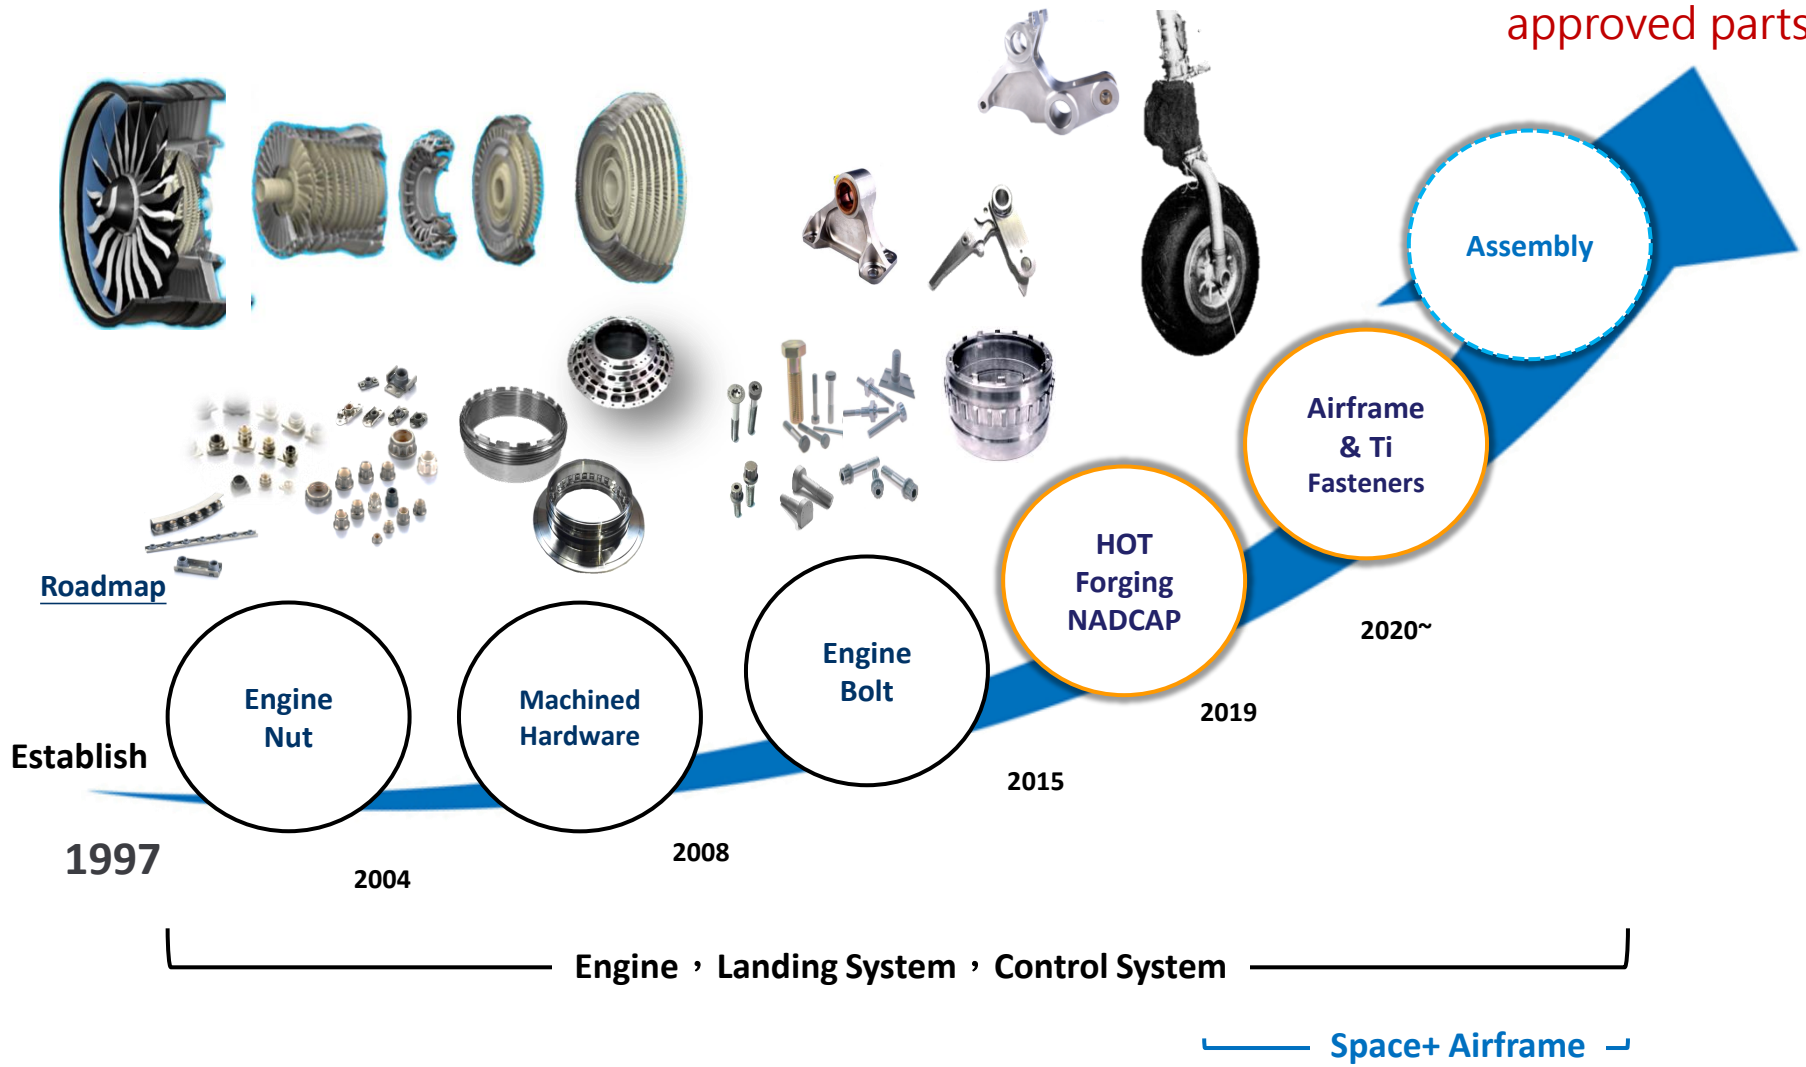 approved parts
Assembly
Airframe
& Ti
Fasteners
HOT
Forging
NADCAP
Roadmap
2020~
Engine
Bolt
Engine
Nut
Machined
Hardware
2019
Establish
2015
1997
2008
2004
Engine，Landing System，Control System
Space+ Airframe